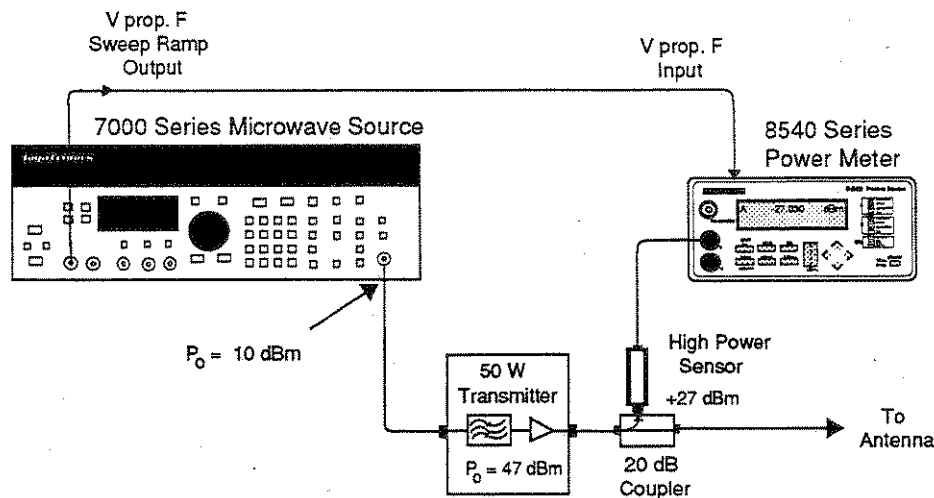 V prop. F
Sweep Ramp
Output
V prop. F
Input
7000 Series Microwave Source
8540 Series
Power Meter
P₀ = 10 dBm
50 W
Transmitter
P₀ = 47 dBm
High Power
Sensor
+27 dBm
20 dB
Coupler
To
Antenna